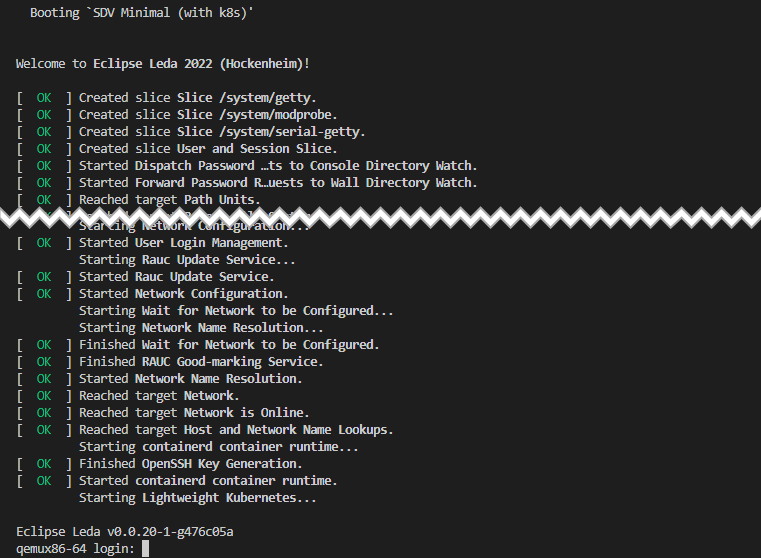 Booting `SDV Minimal (with k8s)'
Welcome to Eclipse Leda 2022 (Hockenheim)!
[  OK  ] Created slice Slice /system/getty.
[  OK  ] Created slice Slice /system/modprobe.
[  OK  ] Created slice Slice /system/serial-getty.
[  OK  ] Created slice User and Session Slice.
[  OK  ] Started Dispatch Password …ts to Console Directory Watch.
[  OK  ] Started Forward Password R…uests to Wall Directory Watch.
[  OK  ] Reached target Path Units.
Starting Network Configuration...
[  OK  ] Started User Login Management.
Starting Rauc Update Service...
[  OK  ] Started Rauc Update Service.
[  OK  ] Started Network Configuration.
Starting Wait for Network to be Configured...
Starting Network Name Resolution...
[  OK  ] Finished Wait for Network to be Configured.
[  OK  ] Finished RAUC Good-marking Service.
[  OK  ] Started Network Name Resolution.
[  OK  ] Reached target Network.
[  OK  ] Reached target Network is Online.
[  OK  ] Reached target Host and Network Name Lookups.
Starting containerd container runtime...
[  OK  ] Finished OpenSSH Key Generation.
[  OK  ] Started containerd container runtime.
Starting Lightweight Kubernetes...
Eclipse Leda v0.0.20-1-g476c05a
qemux86-64 login: